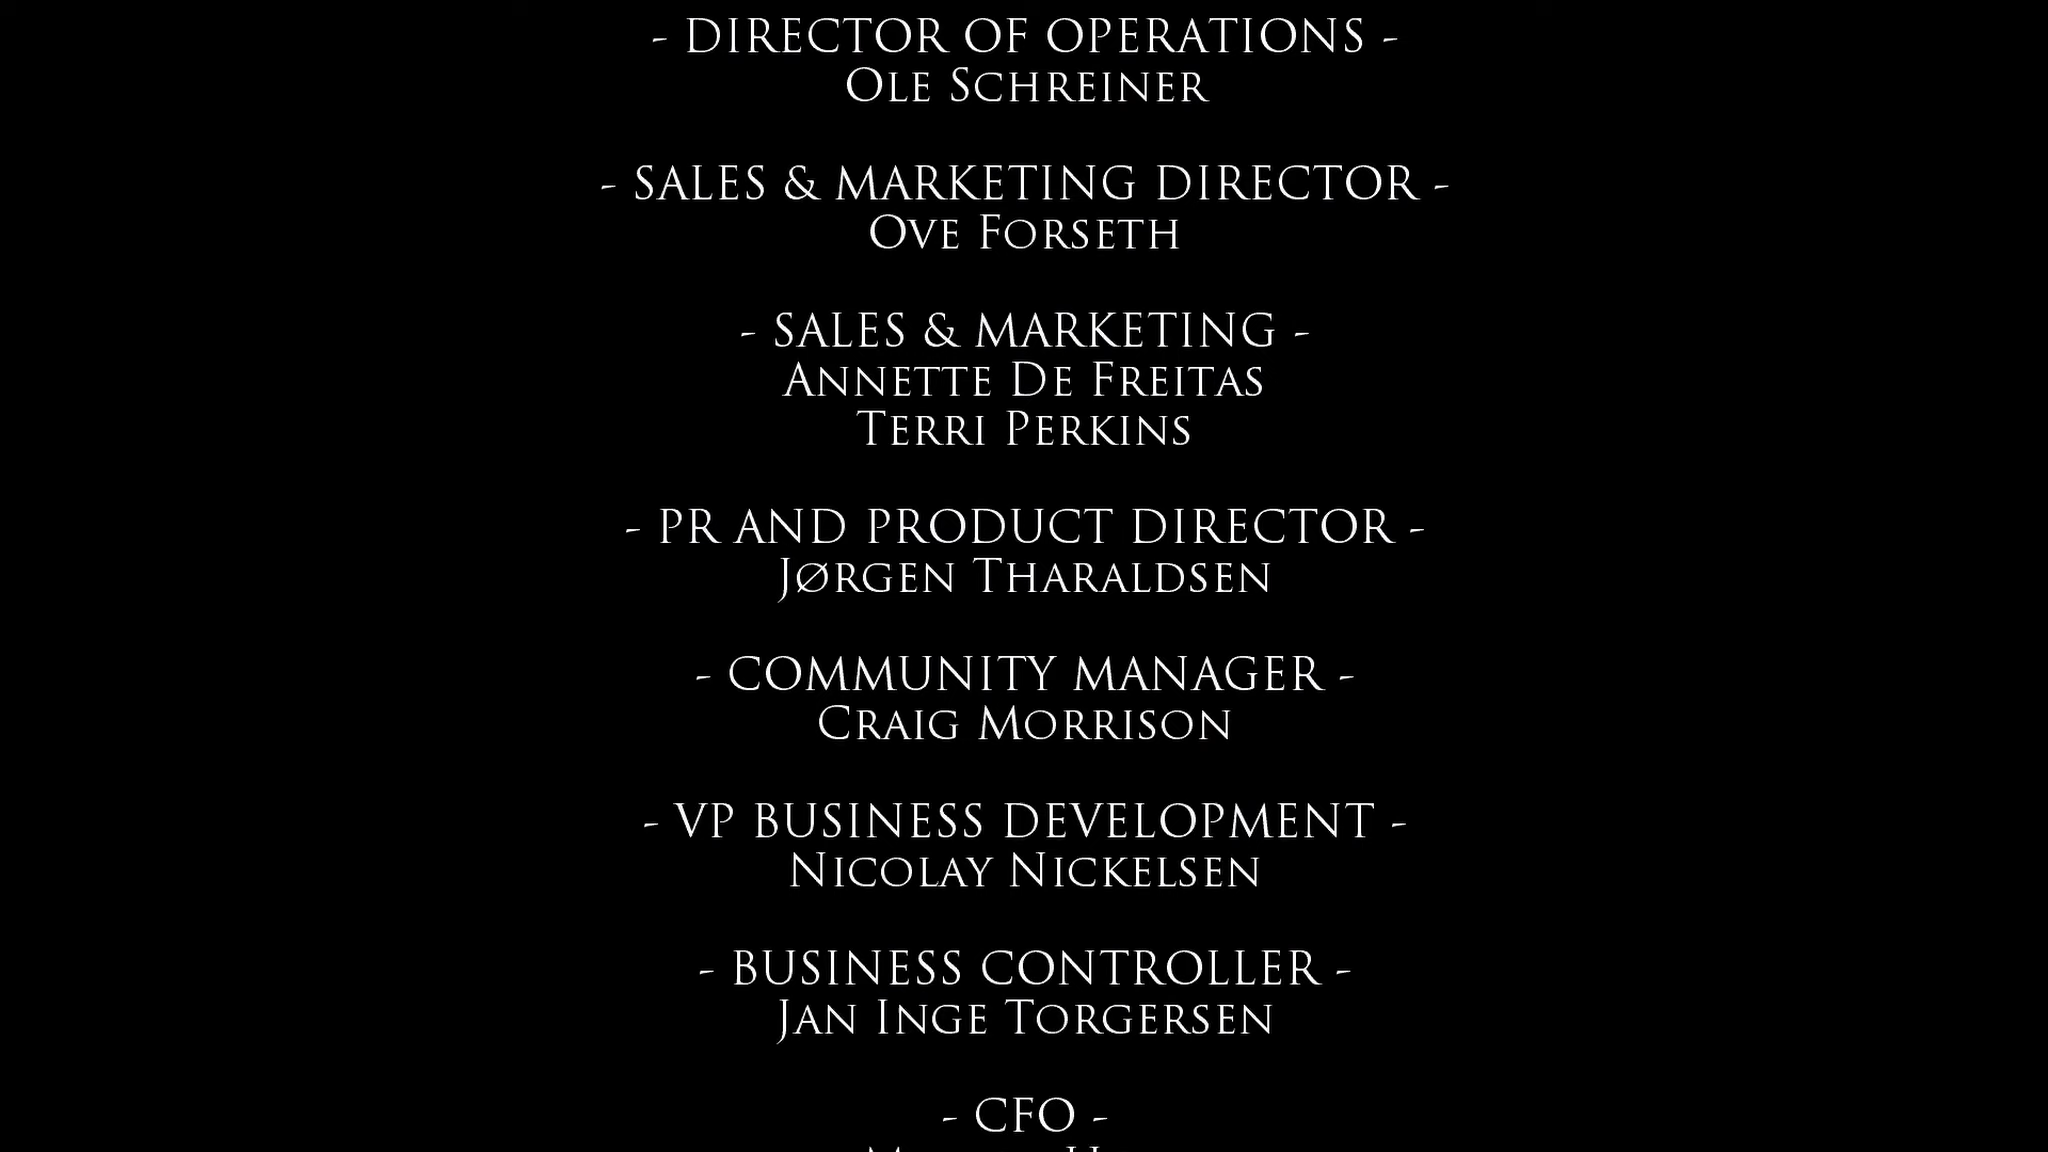 - DIRECTOR OF OPERATIONS -
OLE SCHREINER
- SALES & MARKETING DIRECTOR -
OVE FORSETH
- SALES & MARKETING -
ANNETTE DE FREITAS
TERRI PERKINS
- PR AND PRODUCT DIRECTOR -
JØRGEN THARALDSEN
- COMMUNITY MANAGER -
CRAIG MORRISON
- VP BUSINESS DEVELOPMENT -
NICOLAY NICKELSEN
- BUSINESS CONTROLLER -
JAN INGE TORGERSEN
- CFO -